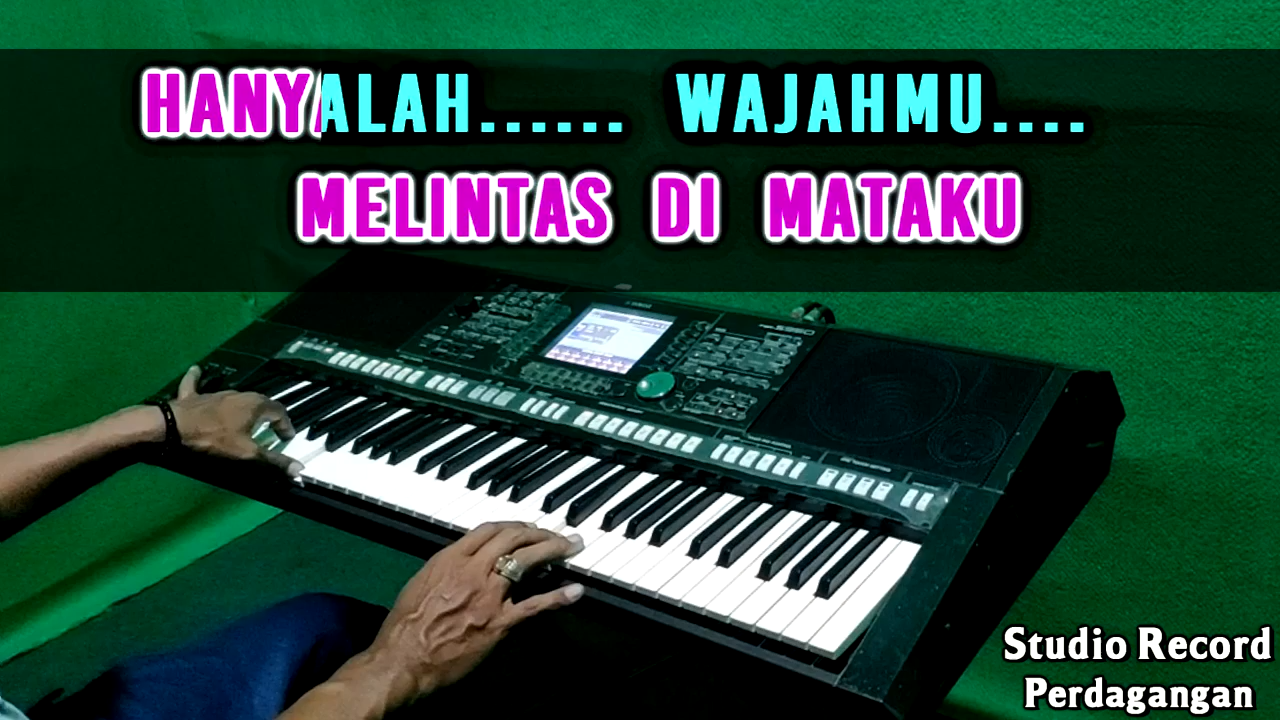 HANYALAH...... WAJAHMU....
MELINTAS DI MATAKU
Studio Record
Perdagangan